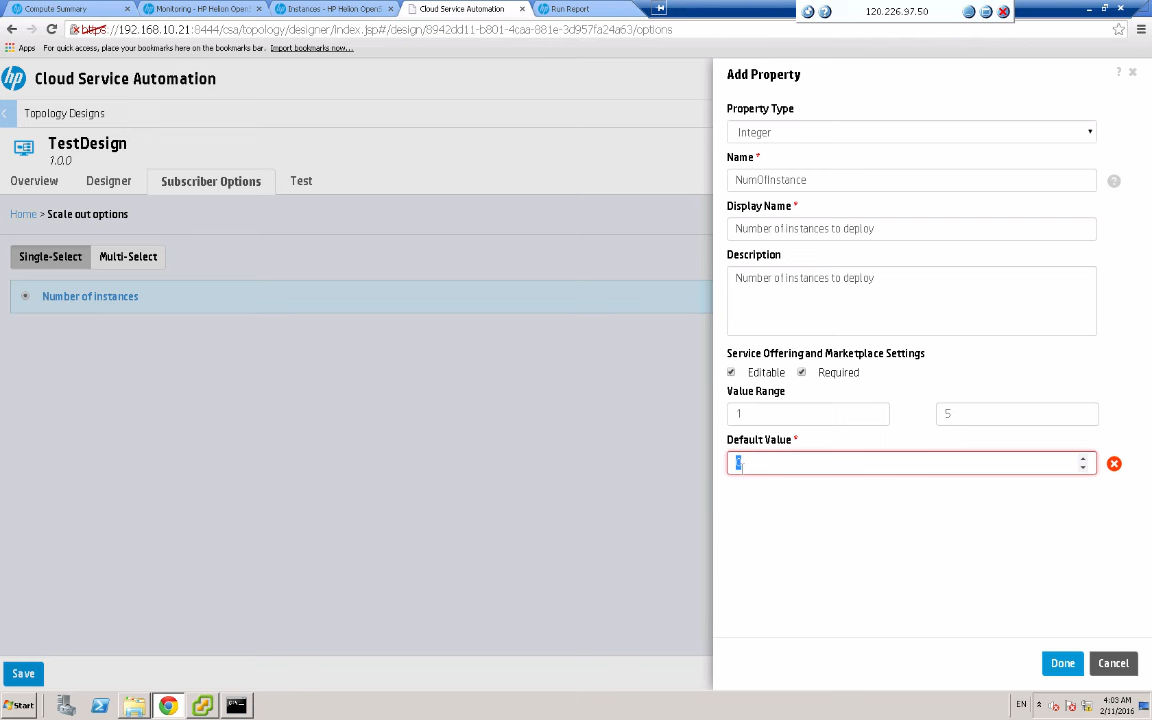 Compute Summary
Monitoring - HP Helion OpenS
Instances - HP Helion OpenS
Cloud Service Automation
Run Report
120.226.97.50
https://192.168.10.21:8444/csa/topology/designer/index.jsp#/design/8942dd11-b801-4caa-881e-3d957fa24a63/options
Apps
For quick access, place your bookmarks here on the bookmarks bar.
Import bookmarks now...
hp
Cloud Service Automation
Topology Designs
TestDesign
1.0.0
Overview
Designer
Subscriber Options
Test
Home > Scale out options
Single-Select
Multi-Select
Number of instances
Save
Add Property
?
Property Type
Integer
Name *
NumOfInstance
?
Display Name *
Number of instances to deploy
Description
Number of instances to deploy
Service Offering and Marketplace Settings
Editable
Required
Value Range
1
5
Default Value *
Done
Cancel
Start
EN
4:03 AM
2/11/2016